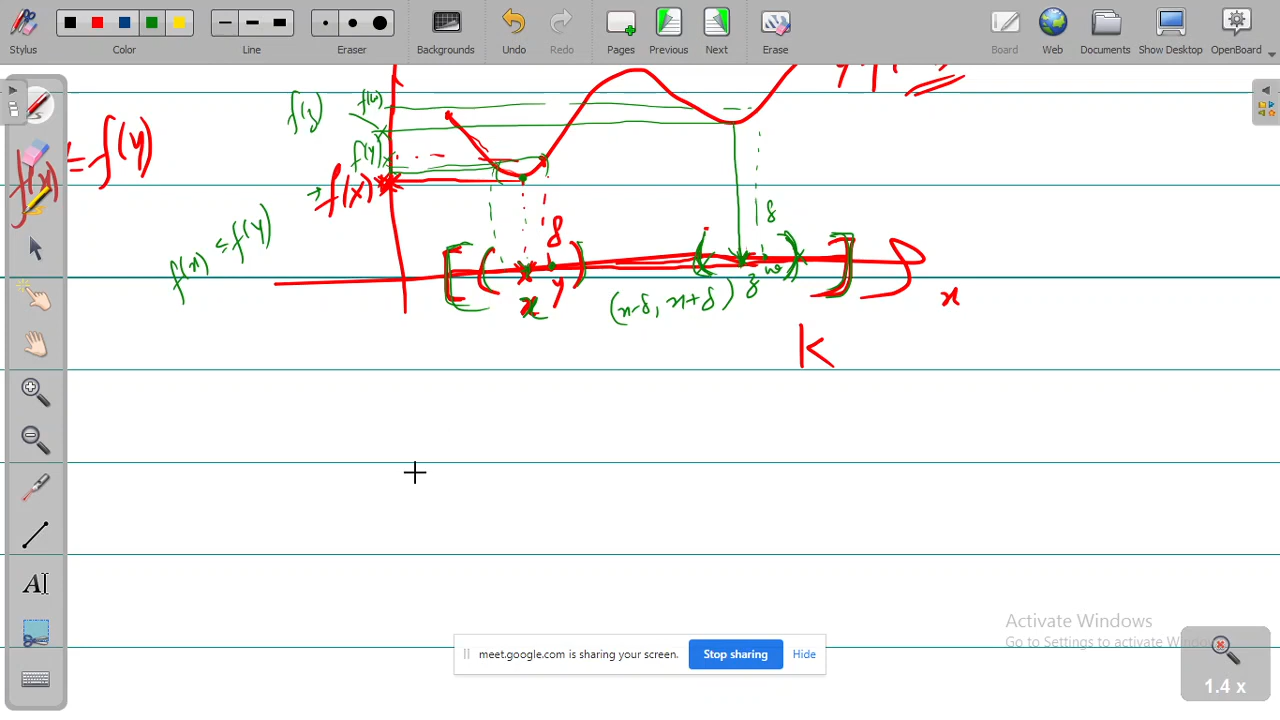 Stylus
Color
Line
Eraser
Backgrounds
Undo
Redo
Pages
Previous
Next
Erase
Board
Web
Documents
Show Desktop
OpenBoard
f(x) ≤ f(y)
f(y)
f(x)
f(x) ≤ f(y)
δ
δ
x
y
(x-δ, x+δ)
δ
x
K
AI
Activate Windows
Go to Settings to activate Windows
meet.google.com is sharing your screen.
Stop sharing
Hide
1.4 x